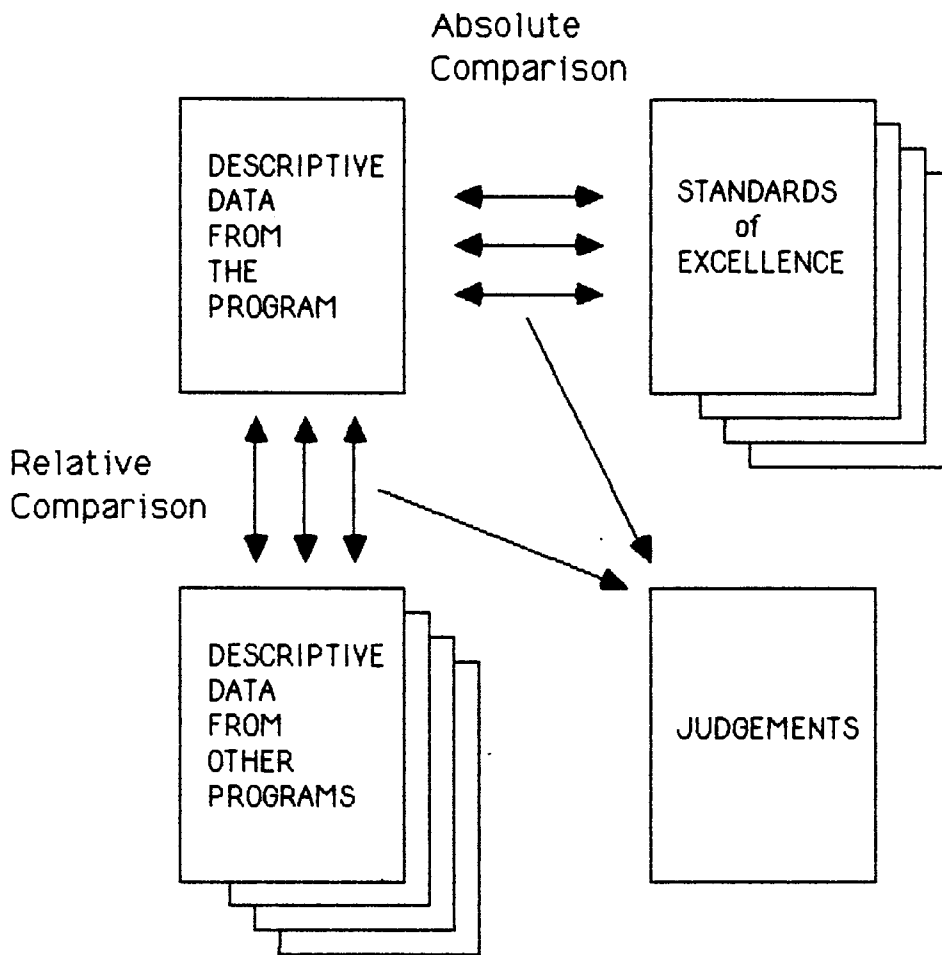 Absolute
Comparison
DESCRIPTIVE
DATA
FROM
THE
PROGRAM
STANDARDS
of
EXCELLENCE
Relative
Comparison
DESCRIPTIVE
DATA
FROM
OTHER
PROGRAMS
JUDGEMENTS